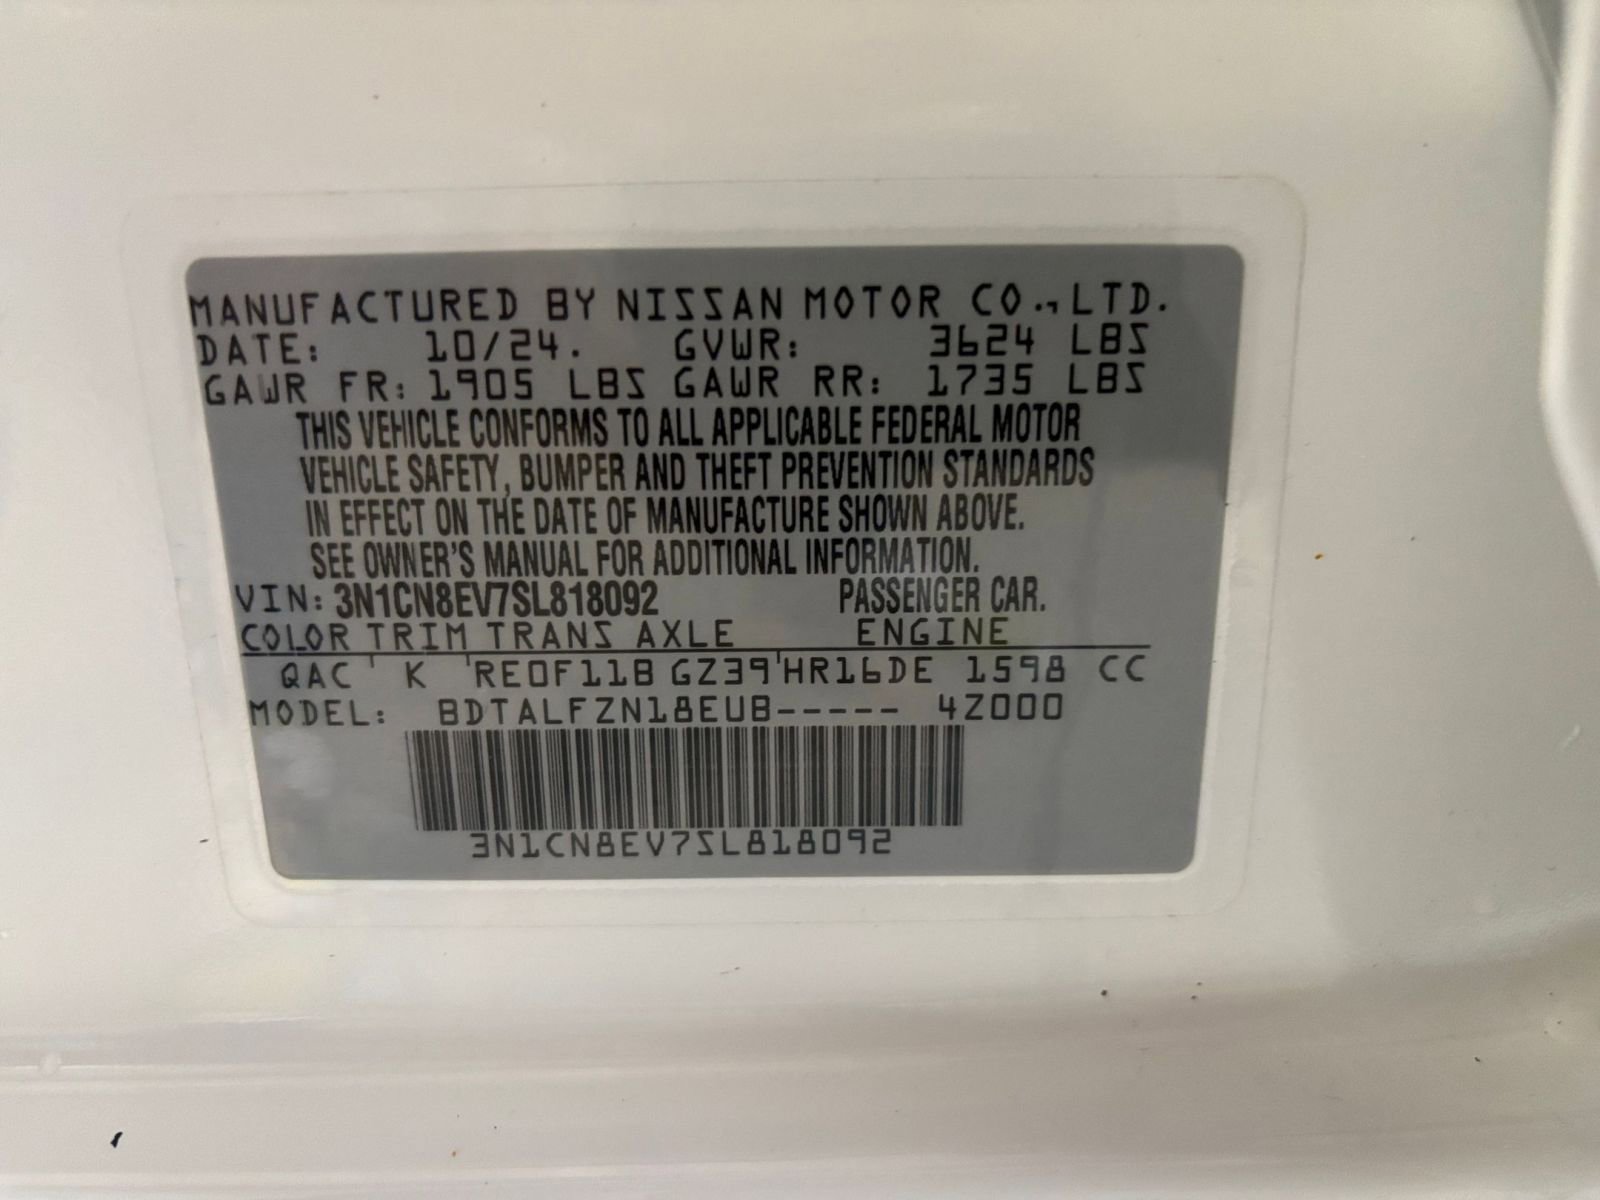 MANUFACTURED BY NISSAN MOTOR CO., LTD.
DATE: 10/24. GVWR: 3624 LBS
GAWR FR: 1905 LBS GAWR RR: 1735 LBS
THIS VEHICLE CONFORMS TO ALL APPLICABLE FEDERAL MOTOR
VEHICLE SAFETY, BUMPER AND THEFT PREVENTION STANDARDS
IN EFFECT ON THE DATE OF MANUFACTURE SHOWN ABOVE.
SEE OWNER'S MANUAL FOR ADDITIONAL INFORMATION.
VIN: 3N1CN8EV7SL818092 PASSENGER CAR.
COLOR TRIM TRANS AXLE ENGINE
QAC ' K ' RE0F11B GZ39 ' HR16DE 1598 CC
MODEL: BDTALFZN18EUB----- 4Z000
3N1CN8EV7SL818092